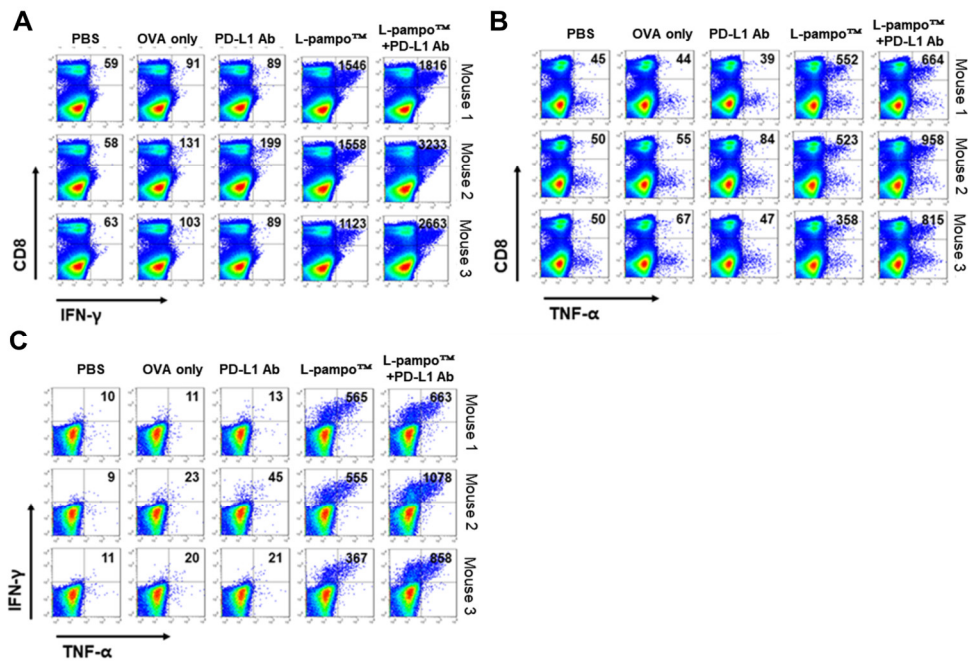 A
PBS OVA only PD-L1 Ab L-pampo™ L-pampo™ +PD-L1 Ab
59 91 89 1546 1816 Mouse 1
58 131 199 1558 3233 Mouse 2
63 103 89 1123 2663 Mouse 3
CD8
IFN-γ
B
PBS OVA only PD-L1 Ab L-pampo™ L-pampo™ +PD-L1 Ab
45 44 39 552 664 Mouse 1
50 55 84 523 958 Mouse 2
50 67 47 358 815 Mouse 3
CD8
TNF-α
C
PBS OVA only PD-L1 Ab L-pampo™ L-pampo™ +PD-L1 Ab
10 11 13 565 663 Mouse 1
9 23 45 555 1078 Mouse 2
11 20 21 367 858 Mouse 3
IFN-γ
TNF-α